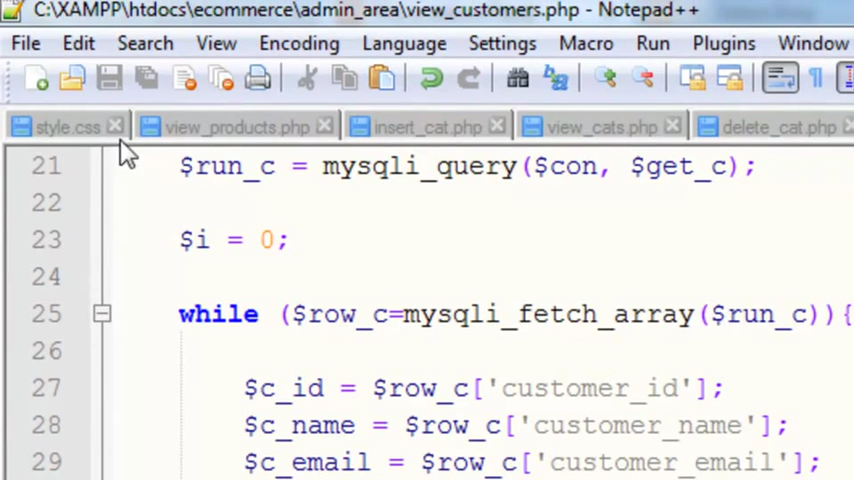 C:\XAMPP\htdocs\ecommerce\admin_area\view_customers.php - Notepad++
File Edit Search View Encoding Language Settings Macro Run Plugins Window
style.css view_products.php insert_cat.php view_cats.php delete_cat.php
21 $run_c = mysqli_query($con, $get_c);
22
23 $i = 0;
24
25 while ($row_c=mysqli_fetch_array($run_c)){
26
27 $c_id = $row_c['customer_id'];
28 $c_name = $row_c['customer_name'];
29 $c_email = $row_c['customer_email'];